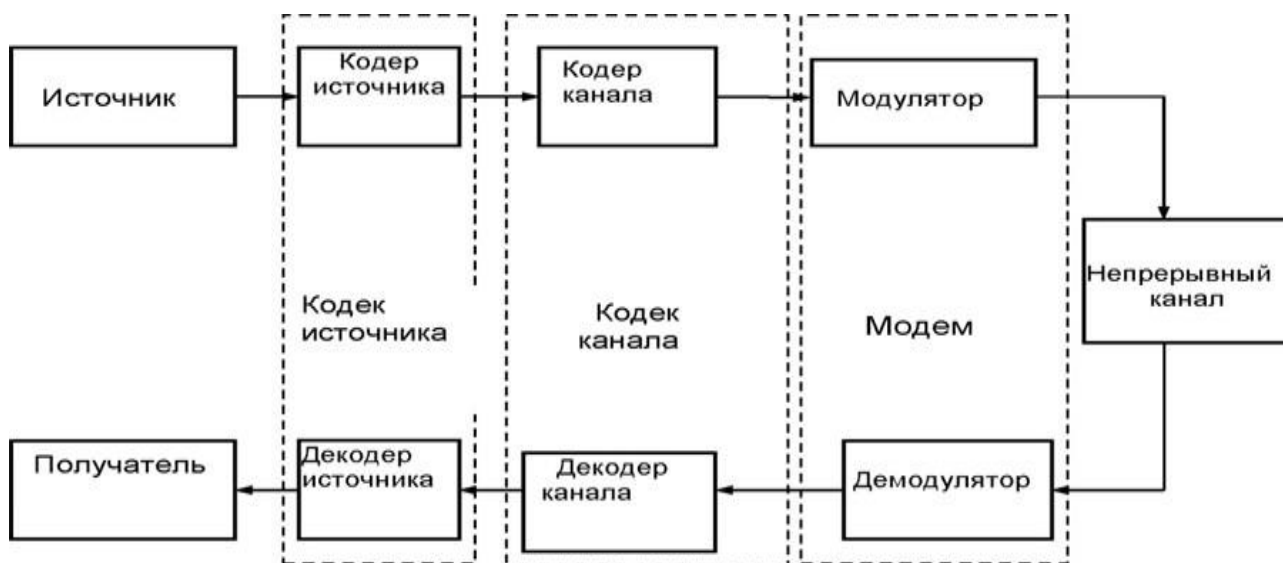 Источник
Кодер
источника
Кодер
канала
Модулятор
Непрерывный
канал
Кодек
источника
Кодек
канала
Модем
Получатель
Декодер
источника
Декодер
канала
Демодулятор